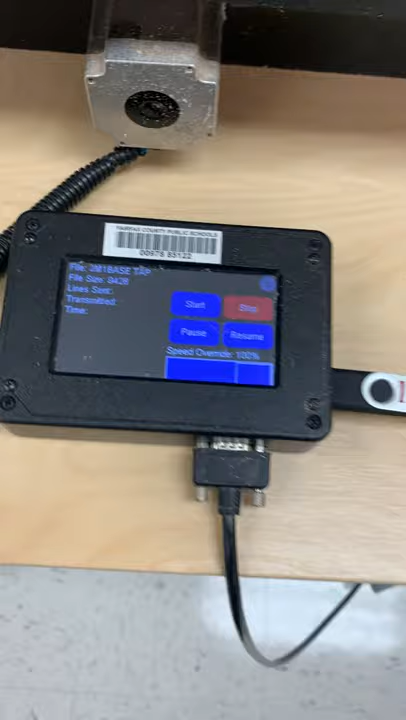 FAIRFAX COUNTY PUBLIC SCHOOLS
00978 85122
File: 2M1BASE TAP
File Size: 8428
Lines Sent:
Transmitted:
Time:
Start
Stop
Pause
Resume
Speed Override: 100%